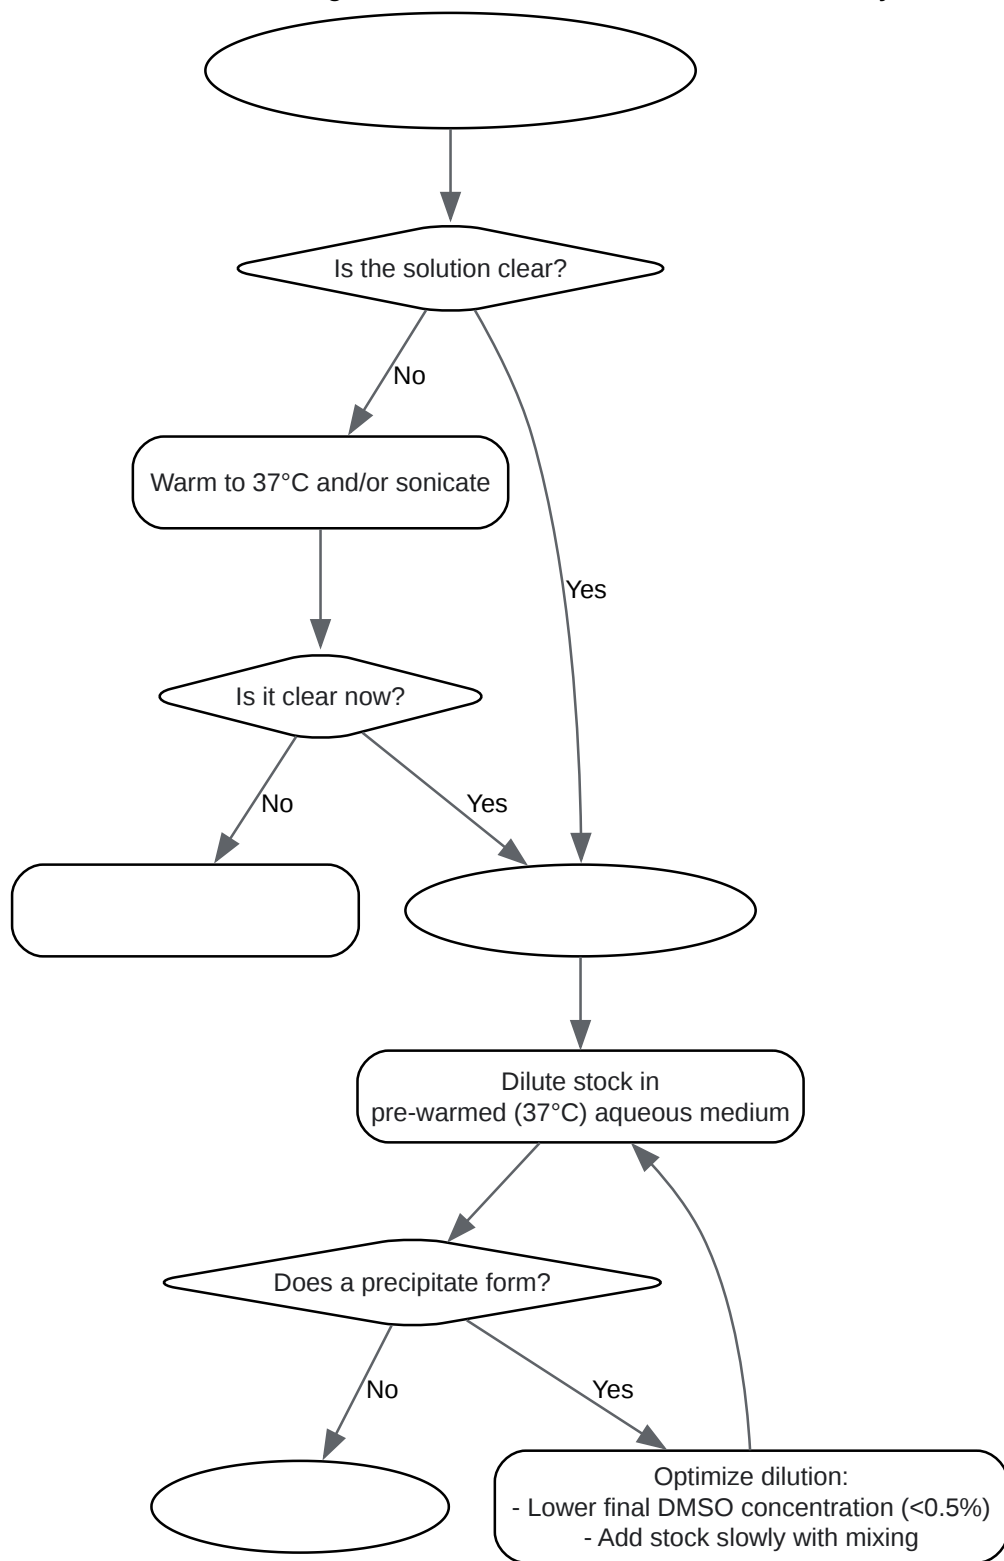 Is the solution clear?
No
Warm to 37°C and/or sonicate
Yes
Is it clear now?
No
Yes
Dilute stock in
pre-warmed (37°C) aqueous medium
Does a precipitate form?
No
Yes
Optimize dilution:
- Lower final DMSO concentration (<0.5%)
- Add stock slowly with mixing